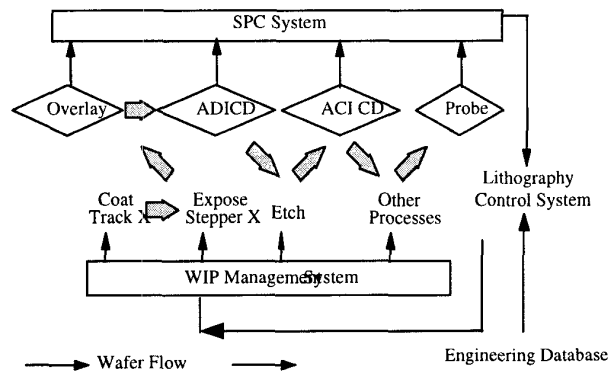 SPC System
Overlay
ADICD
ACI CD
Probe
Coat
Track X
Expose
Stepper X
Etch
Other
Processes
Lithography
Control System
WIP Management System
Engineering Database
Wafer Flow